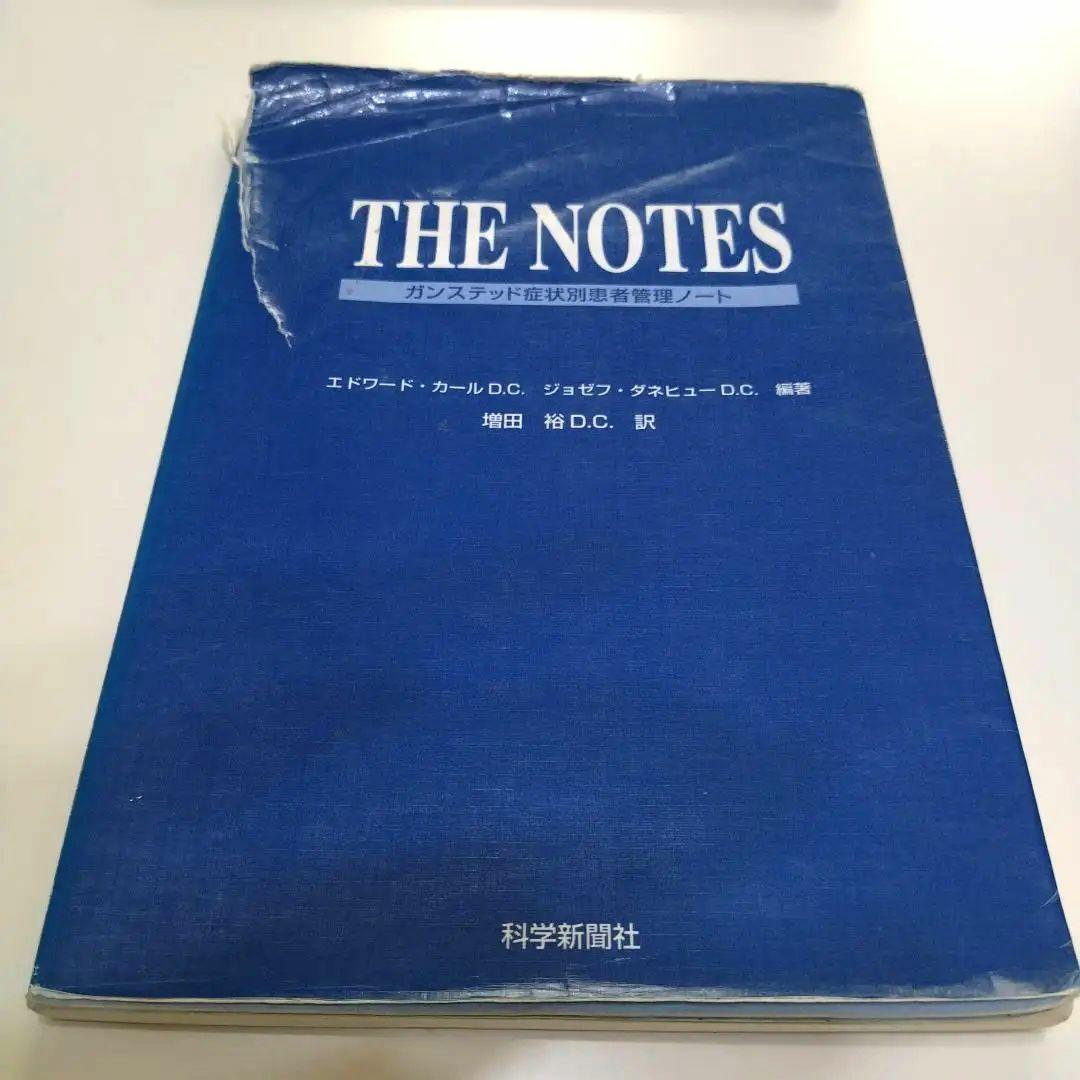 THE NOTES
ガンステッド症状別患者管理ノート
エドワード・カールD.C. ジョゼフ・ダネヒューD.C. 編著
増田 裕D.C. 訳
科学新聞社